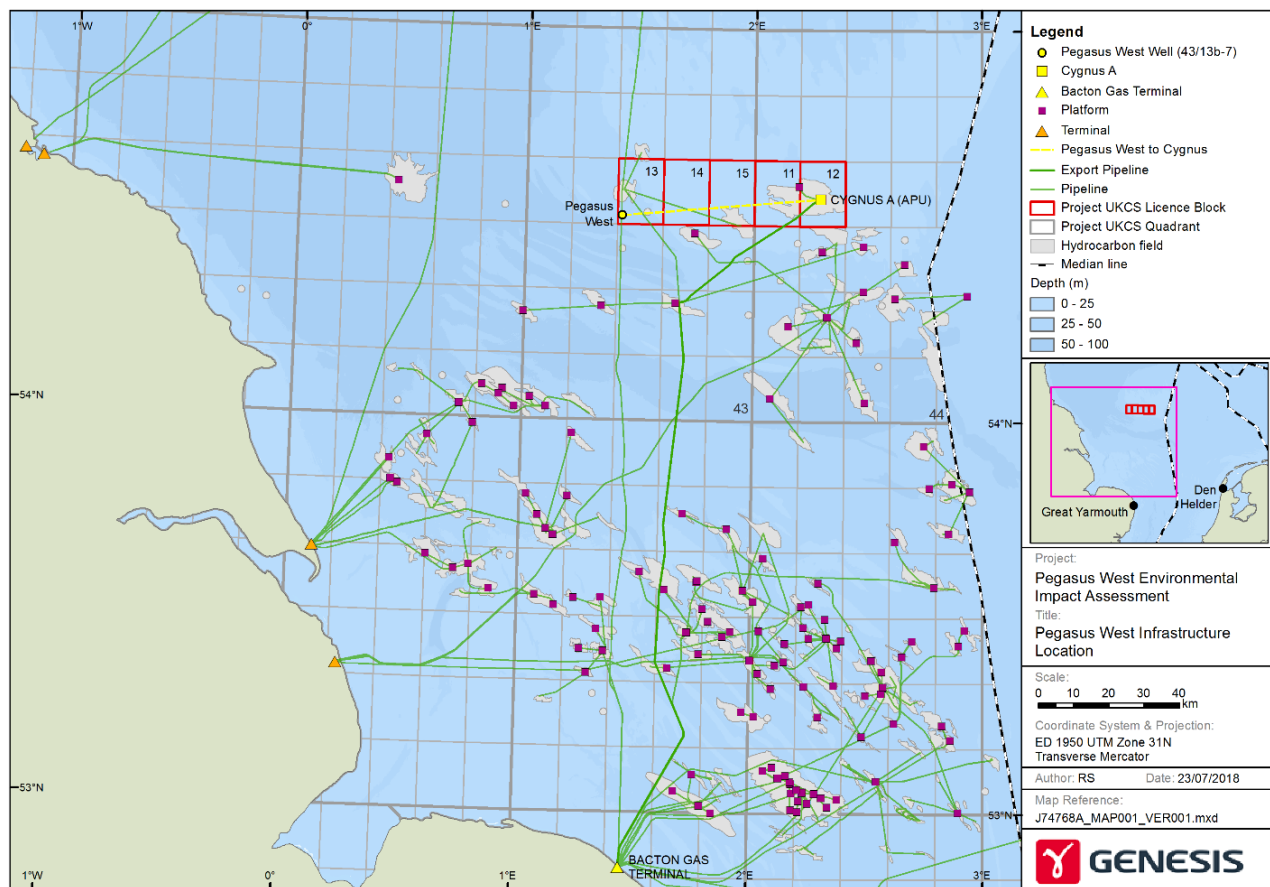 1°W
0°
1°E
2°E
3°E
54°N
53°N
1°W
0°
1°E
2°E
3°E
54°N
53°N
13
14
15
11
12
Pegasus
West
CYGNUS A (APU)
43
44
BACTON GAS
TERMINAL
Legend
Pegasus West Well (43/13b-7)
Cygnus A
Bacton Gas Terminal
Platform
Terminal
Pegasus West to Cygnus
Export Pipeline
Pipeline
Project UKCS Licence Block
Project UKCS Quadrant
Hydrocarbon field
Median line
Depth (m)
0 - 25
25 - 50
50 - 100
Great Yarmouth
Den
Helder
Project:
Pegasus West Environmental
Impact Assessment
Title:
Pegasus West Infrastructure
Location
Scale:
0 10 20 30 40
km
Coordinate System & Projection:
ED 1950 UTM Zone 31N
Transverse Mercator
Author: RS Date: 23/07/2018
Map Reference:
J74768A_MAP001_VER001.mxd
GENESIS